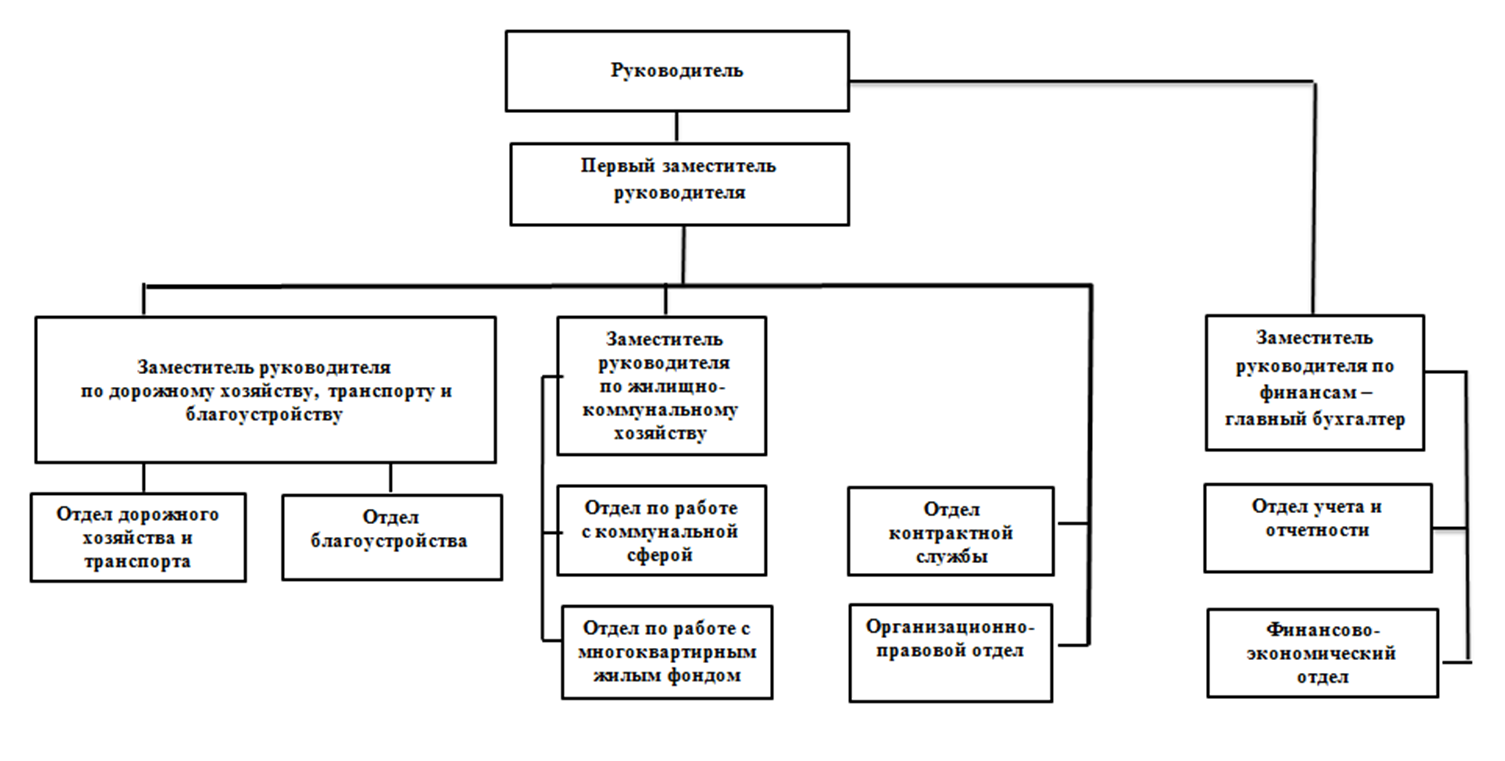 Руководитель
Первый заместитель
руководителя
Заместитель руководителя
по дорожному хозяйству, транспорту и
благоустройству
Отдел дорожного
хозяйства и
транспорта
Отдел
благоустройства
Заместитель
руководителя
по жилищно-
коммунальному
хозяйству
Отдел по работе
с коммунальной
сферой
Отдел по работе с
многоквартирным
жилым фондом
Отдел
контрактной
службы
Организационно-
правовой отдел
Заместитель
руководителя по
финансам –
главный бухгалтер
Отдел учета и
отчетности
Финансово-
экономический
отдел